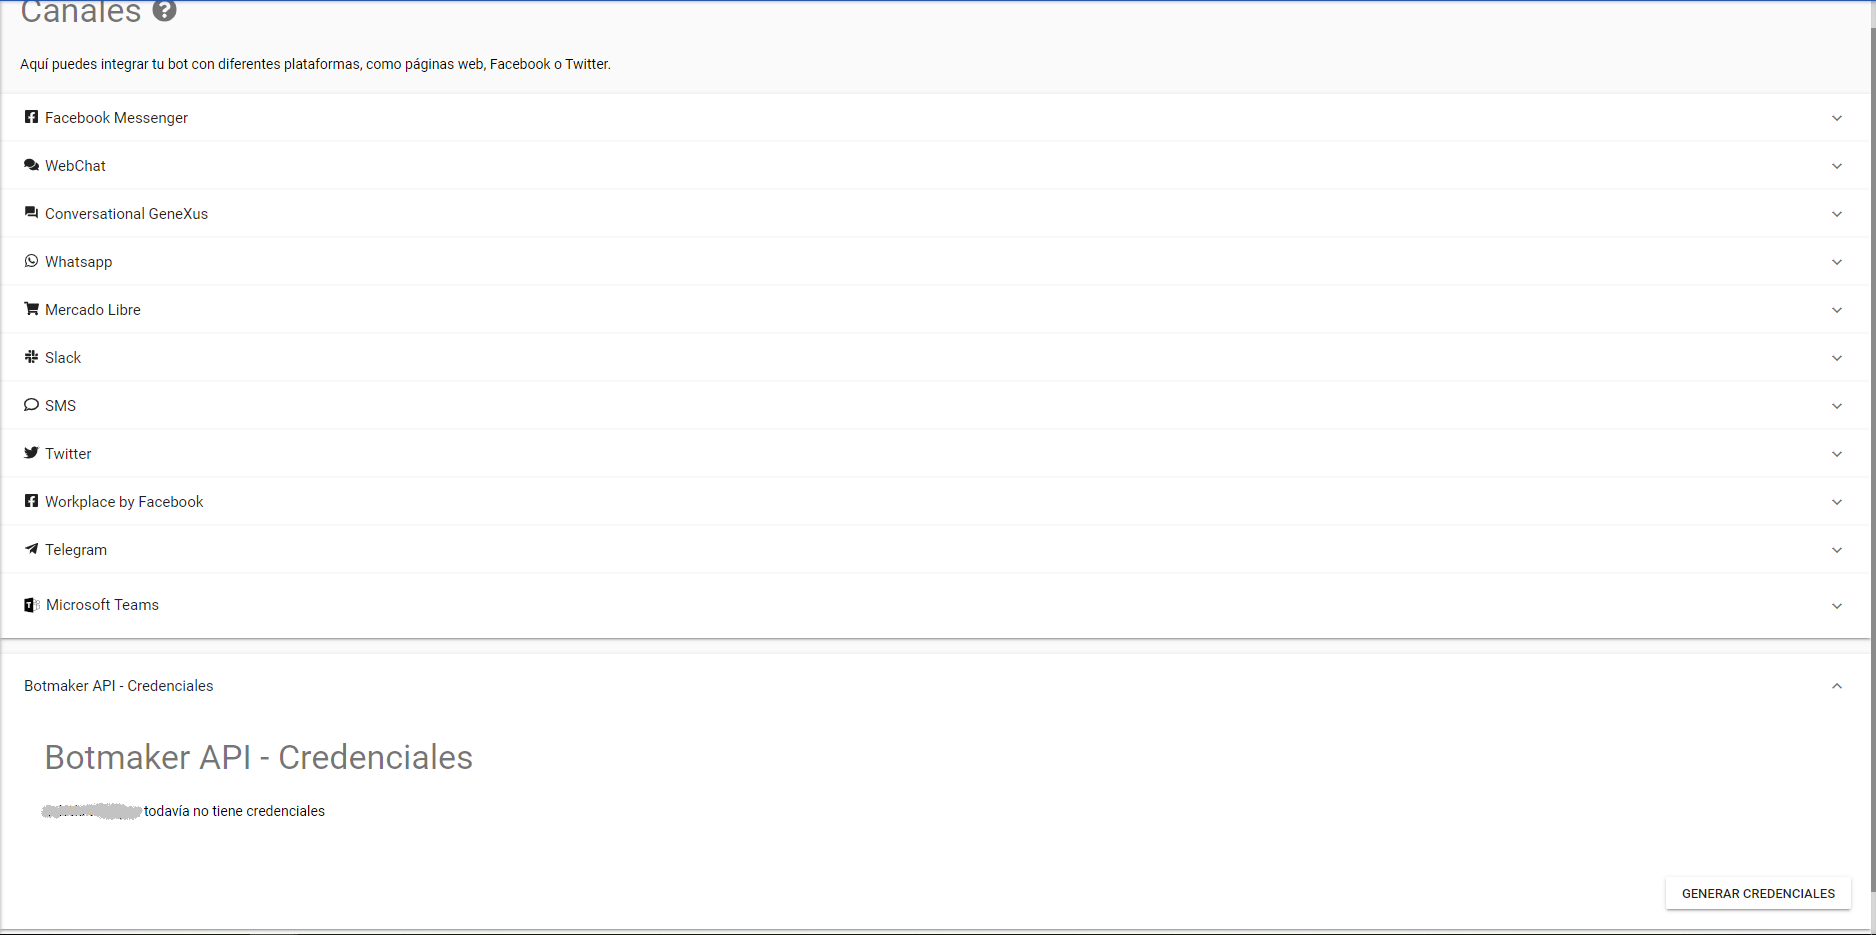 Canales
Aquí puedes integrar tu bot con diferentes plataformas, como páginas web, Facebook o Twitter.
Facebook Messenger
WebChat
Conversational GeneXus
Whatsapp
Mercado Libre
Slack
SMS
Twitter
Workplace by Facebook
Telegram
Microsoft Teams
Botmaker API - Credenciales
Botmaker API - Credenciales
todavía no tiene credenciales
GENERAR CREDENCIALES